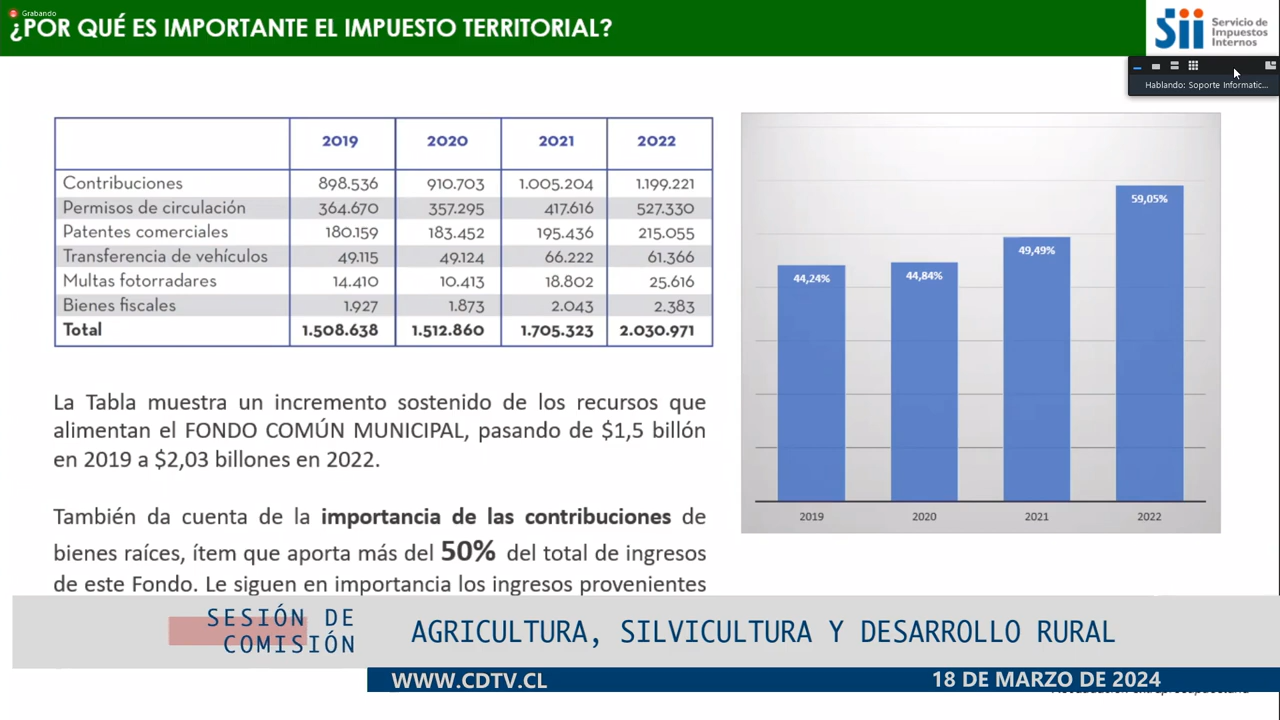 Grabando
¿POR QUÉ ES IMPORTANTE EL IMPUESTO TERRITORIAL?
Sii Servicio de
Impuestos
Internos
Hablando: Soporte Informatic...
2019 2020 2021 2022
Contribuciones 898.536 910.703 1.005.204 1.199.221
Permisos de circulación 364.670 357.295 417.616 527.330
Patentes comerciales 180.159 183.452 195.436 215.055
Transferencia de vehículos 49.115 49.124 66.222 61.366
Multas fotorradares 14.410 10.413 18.802 25.616
Bienes fiscales 1.927 1.873 2.043 2.383
Total 1.508.638 1.512.860 1.705.323 2.030.971
La Tabla muestra un incremento sostenido de los recursos que
alimentan el FONDO COMÚN MUNICIPAL, pasando de $1,5 billón
en 2019 a $2,03 billones en 2022.
También da cuenta de la importancia de las contribuciones de
bienes raíces, ítem que aporta más del 50% del total de ingresos
de este Fondo. Le siguen en importancia los ingresos provenientes
44,24% 44,84% 49,49% 59,05%
2019 2020 2021 2022
SESIÓN DE
COMISIÓN
AGRICULTURA, SILVICULTURA Y DESARROLLO RURAL
WWW.CDTV.CL 18 DE MARZO DE 2024